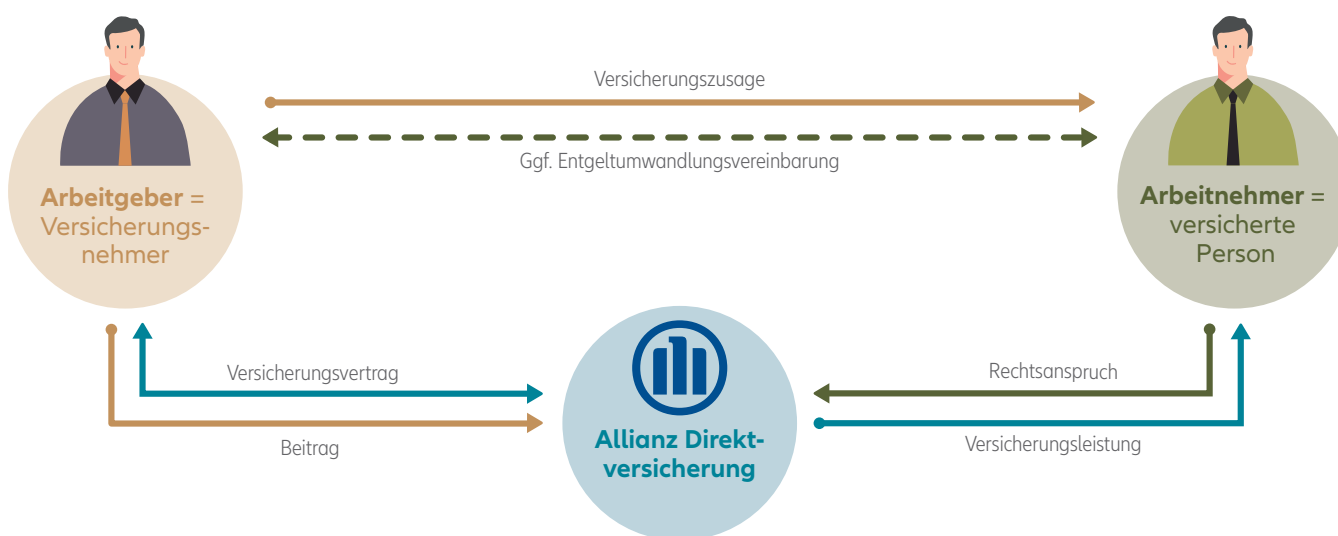 Versicherungszusage
Ggf. Entgeltumwandlungsvereinbarung
Arbeitgeber =
Versicherungs-
nehmer
Arbeitnehmer =
versicherte
Person
Versicherungsvertrag
Beitrag
Allianz Direkt-
versicherung
Rechtsanspruch
Versicherungsleistung